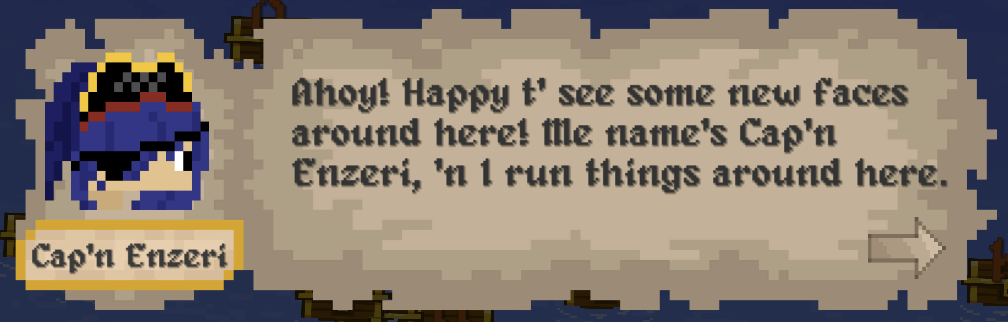 Ahoy! Happy t' see some new faces
around here! Me name's Cap'n
Enzeri, 'n I run things around here.
Cap'n Enzeri